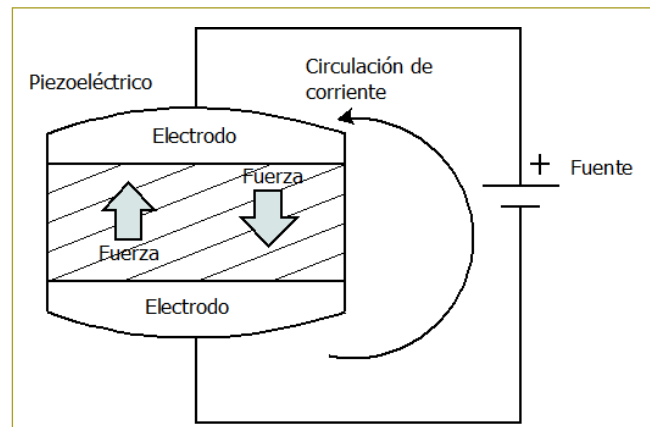 Piezoeléctrico
Circulación de
corriente
Electrodo
Fuerza
Fuerza
Electrodo
+
Fuente